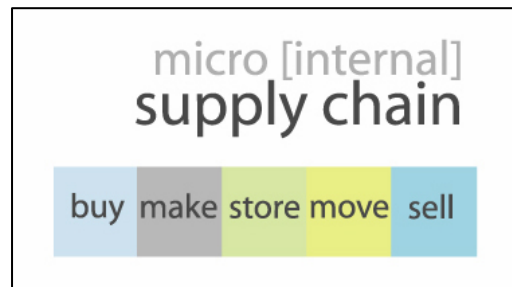 micro [internal]
supply chain
buy make store move sell